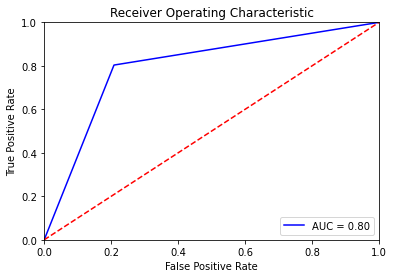 Receiver Operating Characteristic
1.0
0.8
0.6
0.4
0.2
0.0
True Positive Rate
AUC = 0.80
0.0 0.2 0.4 0.6 0.8 1.0
False Positive Rate